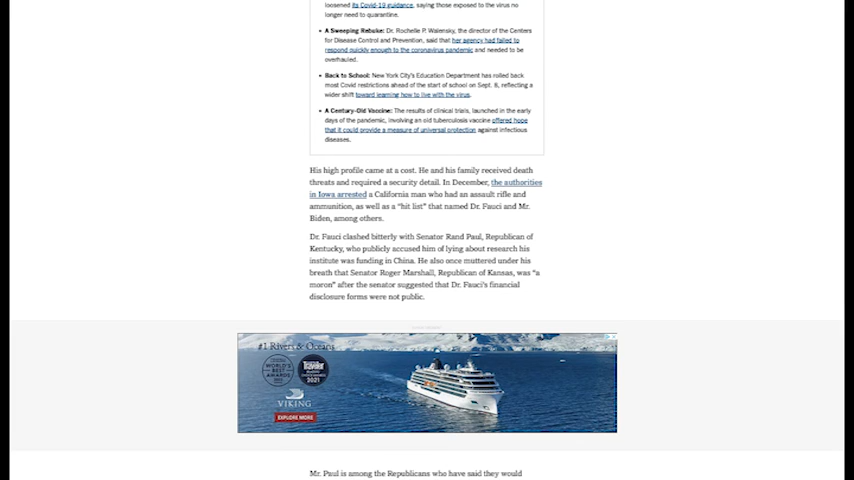 loosened its Covid-19 guidance, saying those exposed to the virus no
longer need to quarantine.
• A Sweeping Rebuke: Dr. Rochelle P. Walensky, the director of the Centers
for Disease Control and Prevention, said that her agency had failed to
respond quickly enough to the coronavirus pandemic and needed to be
overhauled.
• Back to School: New York City's Education Department has rolled back
most Covid restrictions ahead of the start of school on Sept. 8, reflecting a
wider shift toward learning how to live with the virus.
• A Century-Old Vaccine: The results of clinical trials, launched in the early
days of the pandemic, involving an old tuberculosis vaccine offered hope
that it could provide a measure of universal protection against infectious
diseases.
His high profile came at a cost. He and his family received death
threats and required a security detail. In December, the authorities
in Iowa arrested a California man who had an assault rifle and
ammunition, as well as a “hit list” that named Dr. Fauci and Mr.
Biden, among others.
Dr. Fauci clashed bitterly with Senator Rand Paul, Republican of
Kentucky, who publicly accused him of lying about research his
institute was funding in China. He also once muttered under his
breath that Senator Roger Marshall, Republican of Kansas, was “a
moron” after the senator suggested that Dr. Fauci's financial
disclosure forms were not public.
#1 Rivers & Oceans
WORLD'S
BEST
AWARDS
Traveler
2021
VIKING
EXPLORE MORE
Mr. Paul is among the Republicans who have said they would